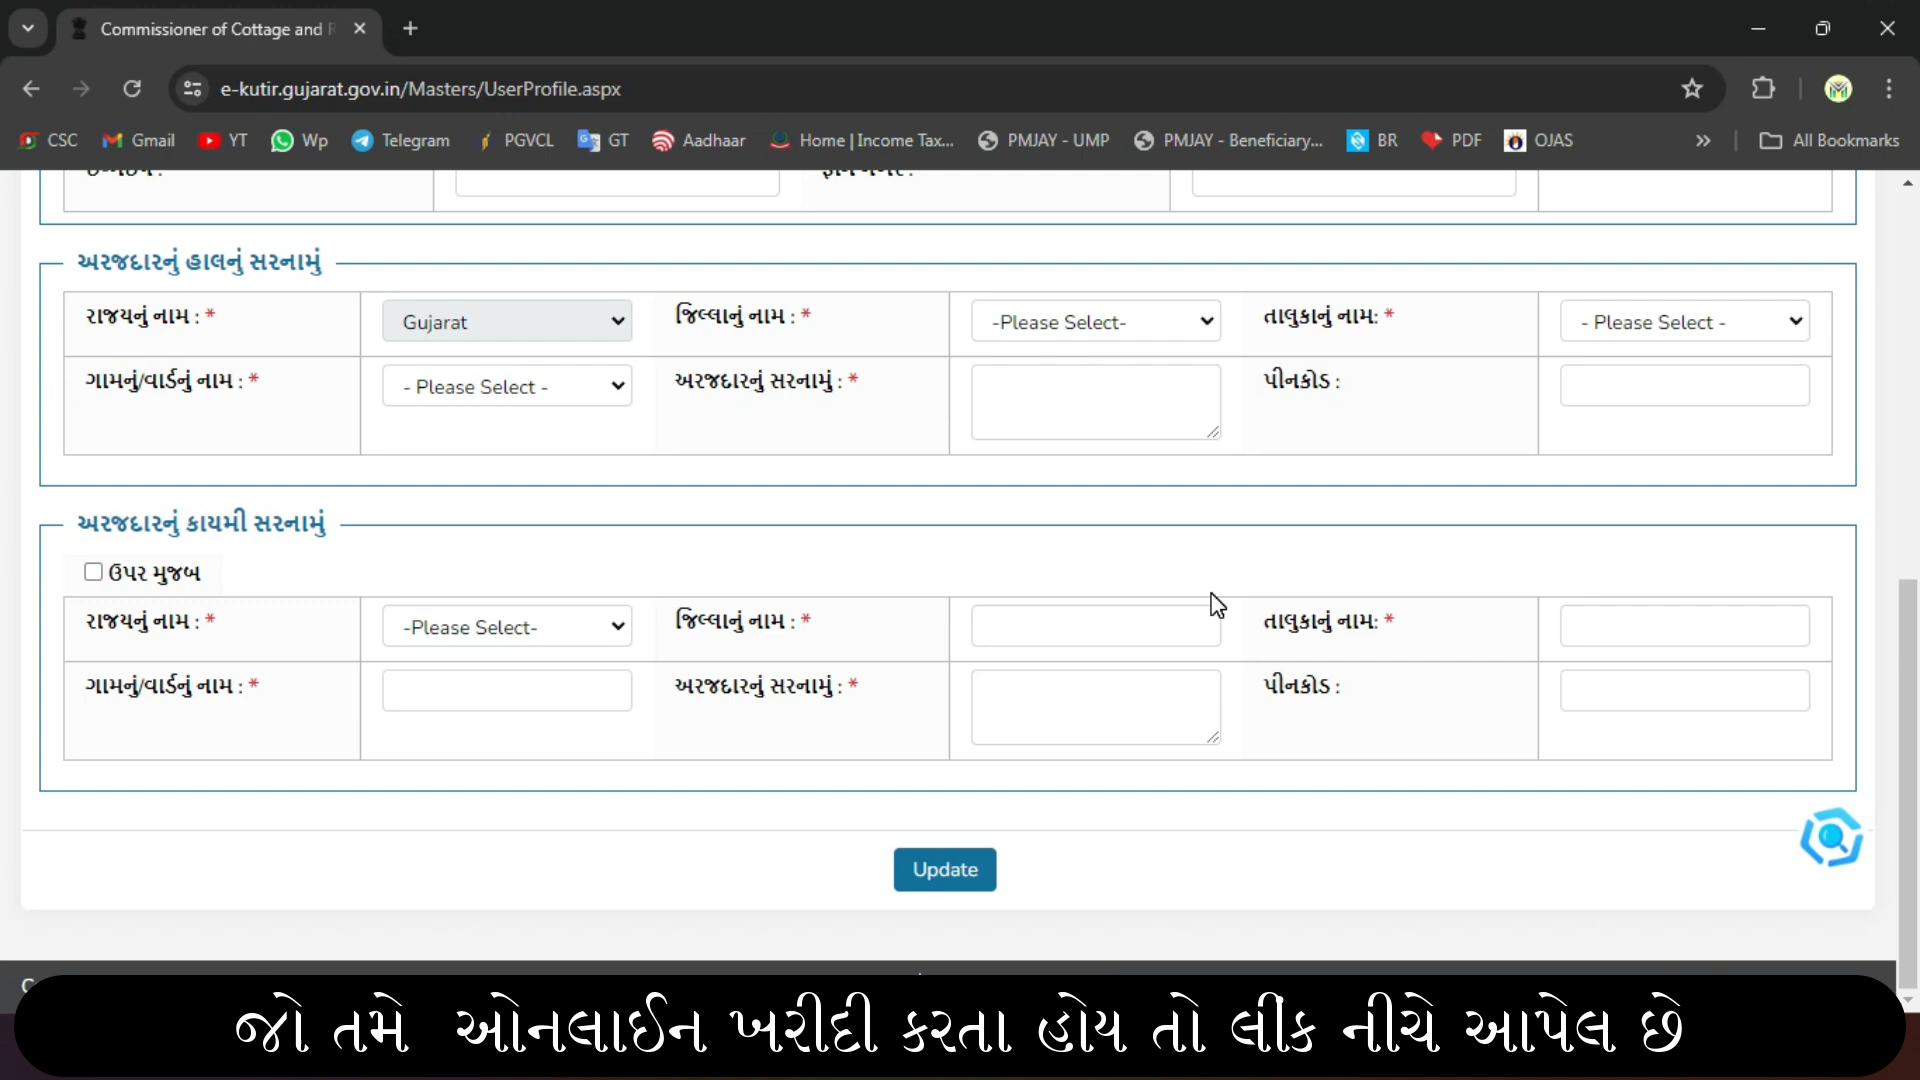 Commissioner of Cottage and
e-kutir.gujarat.gov.in/Masters/UserProfile.aspx
CSC Gmail YT Wp Telegram PGVCL GT Aadhaar Home | Income Tax... PMJAY - UMP PMJAY - Beneficiary... BR PDF OJAS » All Bookmarks
અરજદારનું હાલનું સરનામું
રાજયનું નામ : * Gujarat જિલ્લાનું નામ : * -Please Select- તાલુકાનું નામ: * - Please Select -
ગામનું/વાર્ડનું નામ : * - Please Select - અરજદારનું સરનામું : * પીનકોડ :
અરજદારનું કાયમી સરનામું
ઉપર મુજબ
રાજયનું નામ : * -Please Select- જિલ્લાનું નામ : * તાલુકાનું નામ: *
ગામનું/વાર્ડનું નામ : * અરજદારનું સરનામું : * પીનકોડ :
Update
જો તમે ઓનલાઈન ખરીદી કરતા હોય તો લીંક નીચે આપેલ છે